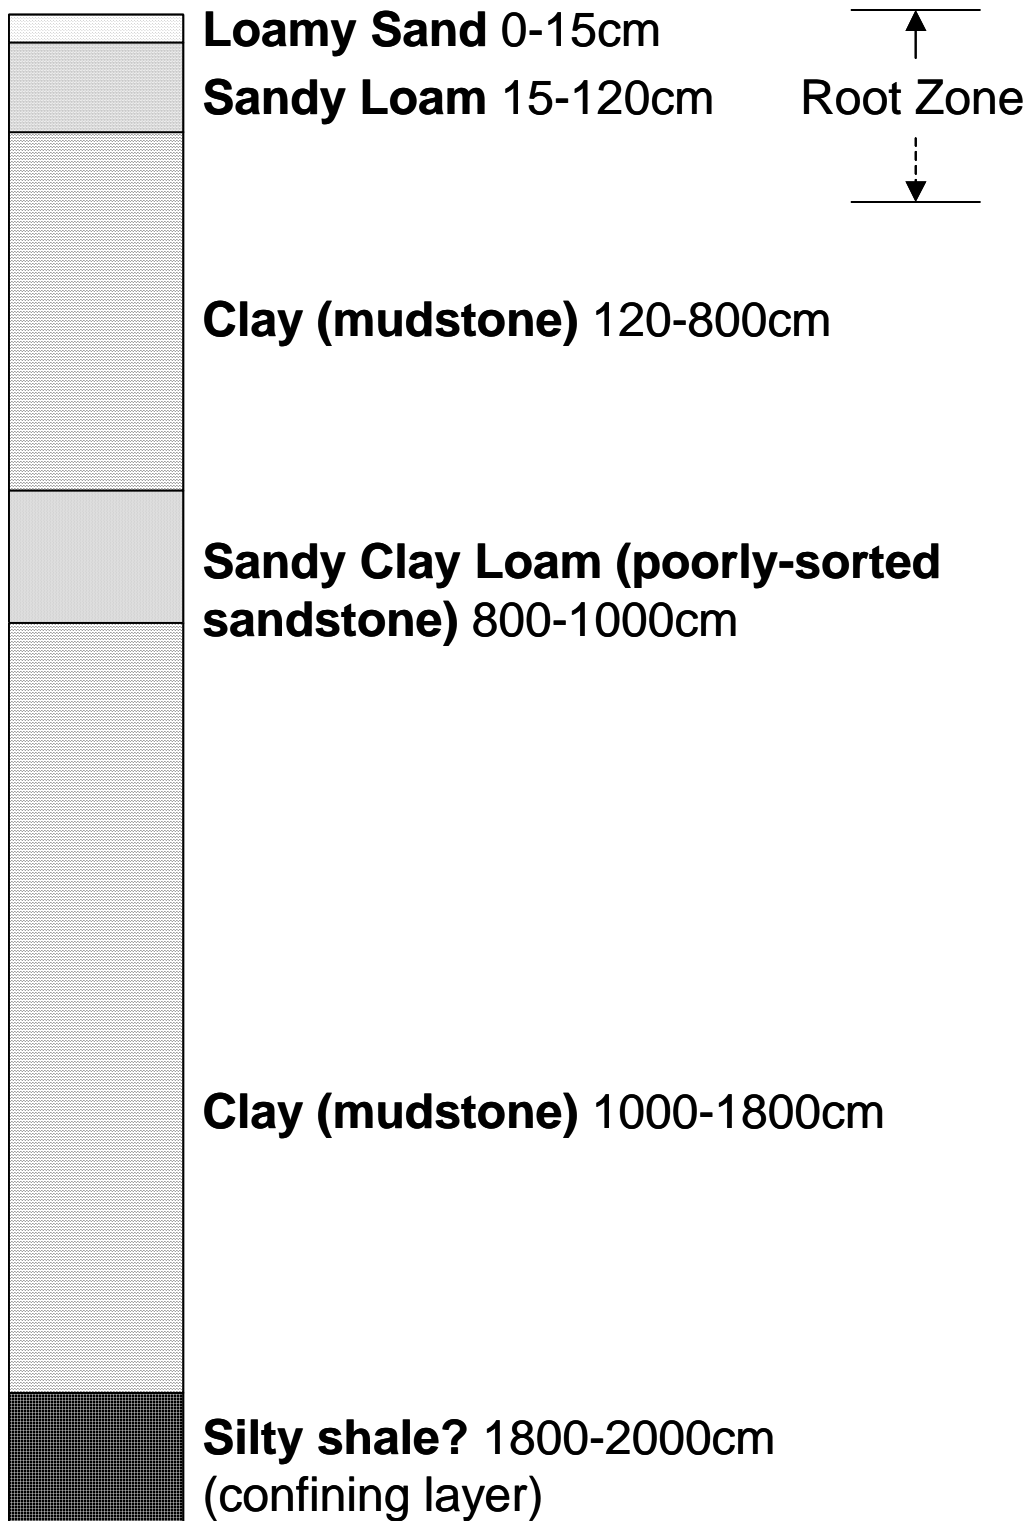 Loamy Sand 0-15cm
Sandy Loam 15-120cm
Root Zone
Clay (mudstone) 120-800cm
Sandy Clay Loam (poorly-sorted
sandstone) 800-1000cm
Clay (mudstone) 1000-1800cm
Silty shale? 1800-2000cm
(confining layer)